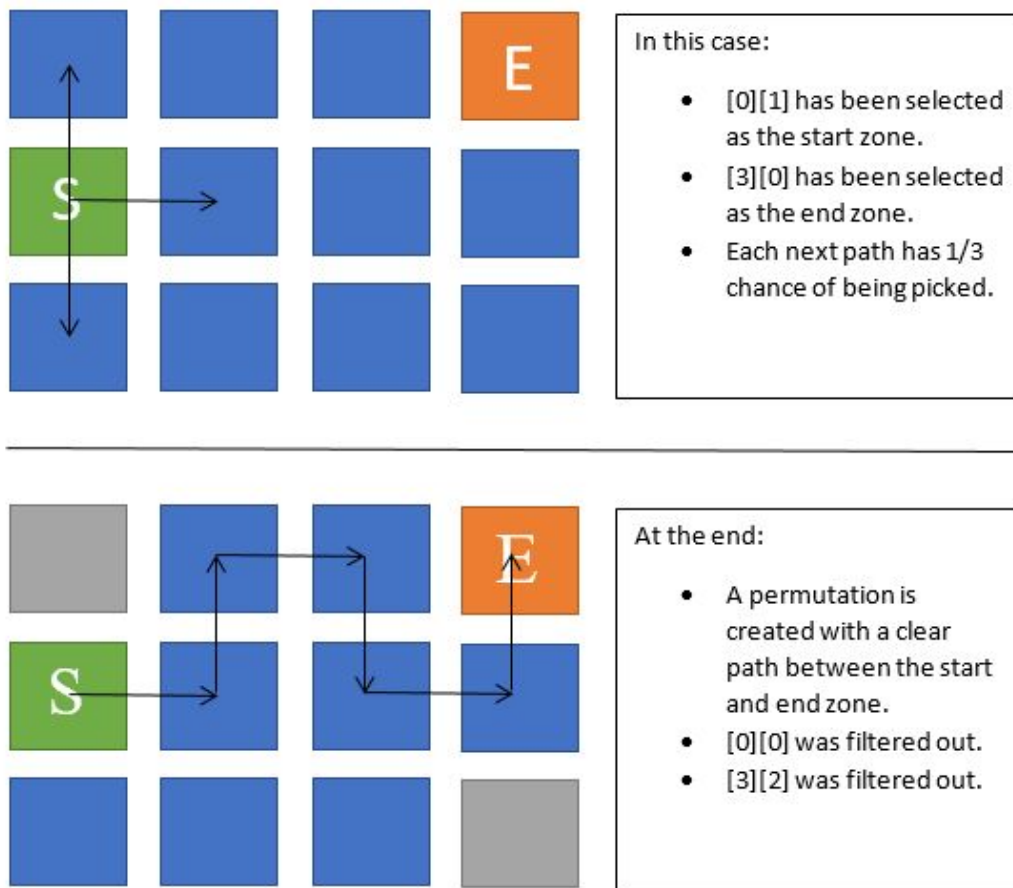 E
In this case:
• [0][1] has been selected
as the start zone.
S
• [3][0] has been selected
as the end zone.
• Each next path has 1/3
chance of being picked.
E
At the end:
• A permutation is
created with a clear
path between the start
and end zone.
S
• [0][0] was filtered out.
• [3][2] was filtered out.